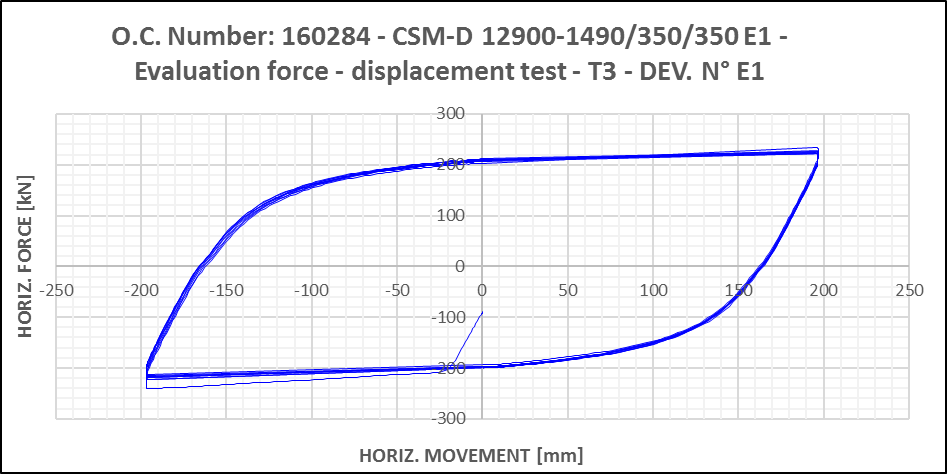 O.C. Number: 160284 - CSM-D 12900-1490/350/350 E1 -
Evaluation force - displacement test - T3 - DEV. N° E1
300
200
100
0
-250 -200 -150 -100 -50 0 50 100 150 200 250
-100
-200
-300
HORIZ. FORCE [kN]
HORIZ. MOVEMENT [mm]